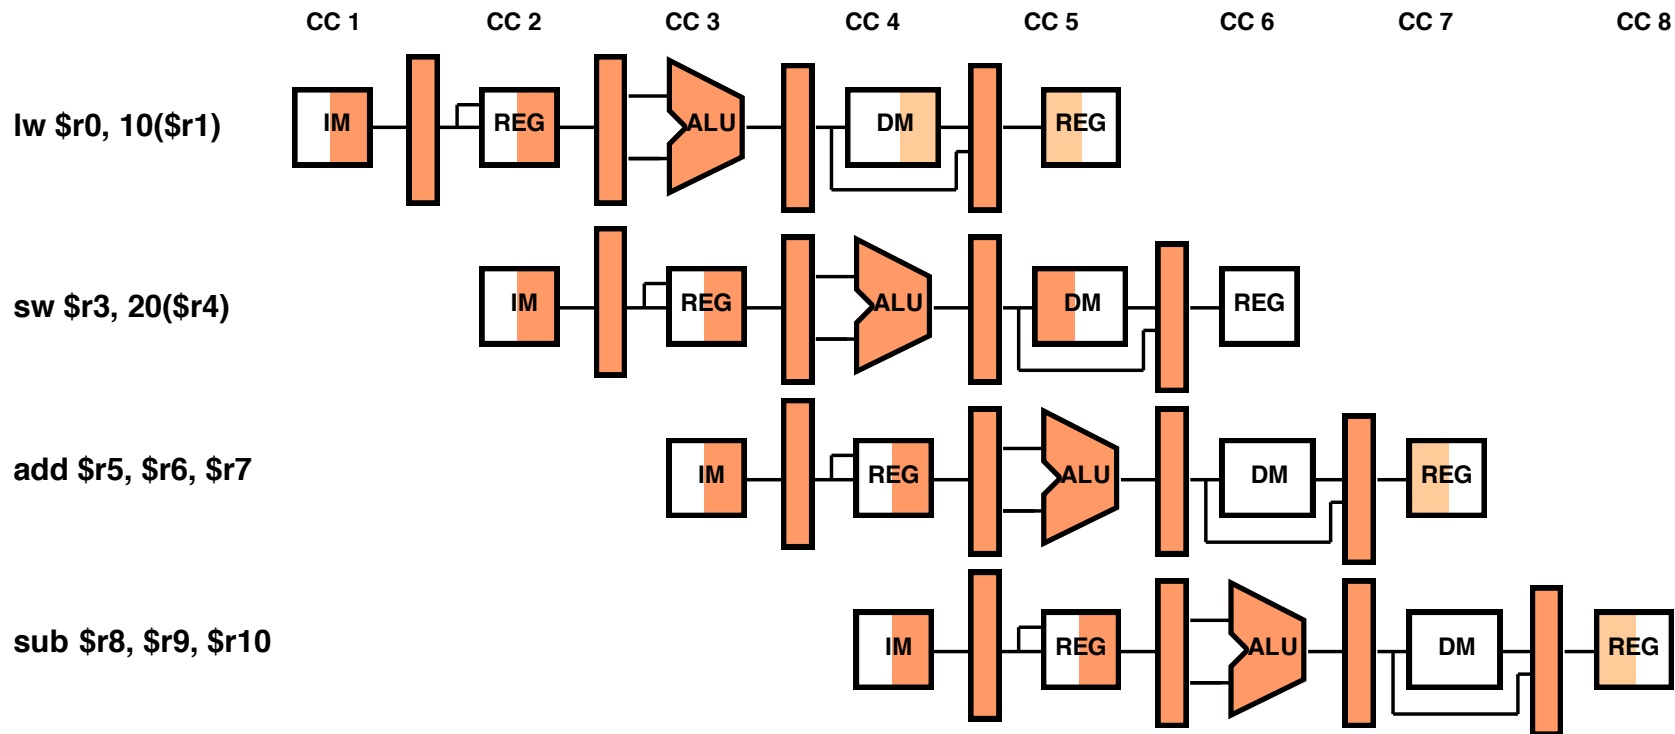 CC 1 CC 2 CC 3 CC 4 CC 5 CC 6 CC 7 CC 8
lw $r0, 10($r1) IM REG ALU DM REG
sw $r3, 20($r4) IM REG ALU DM REG
add $r5, $r6, $r7 IM REG ALU DM REG
sub $r8, $r9, $r10 IM REG ALU DM REG